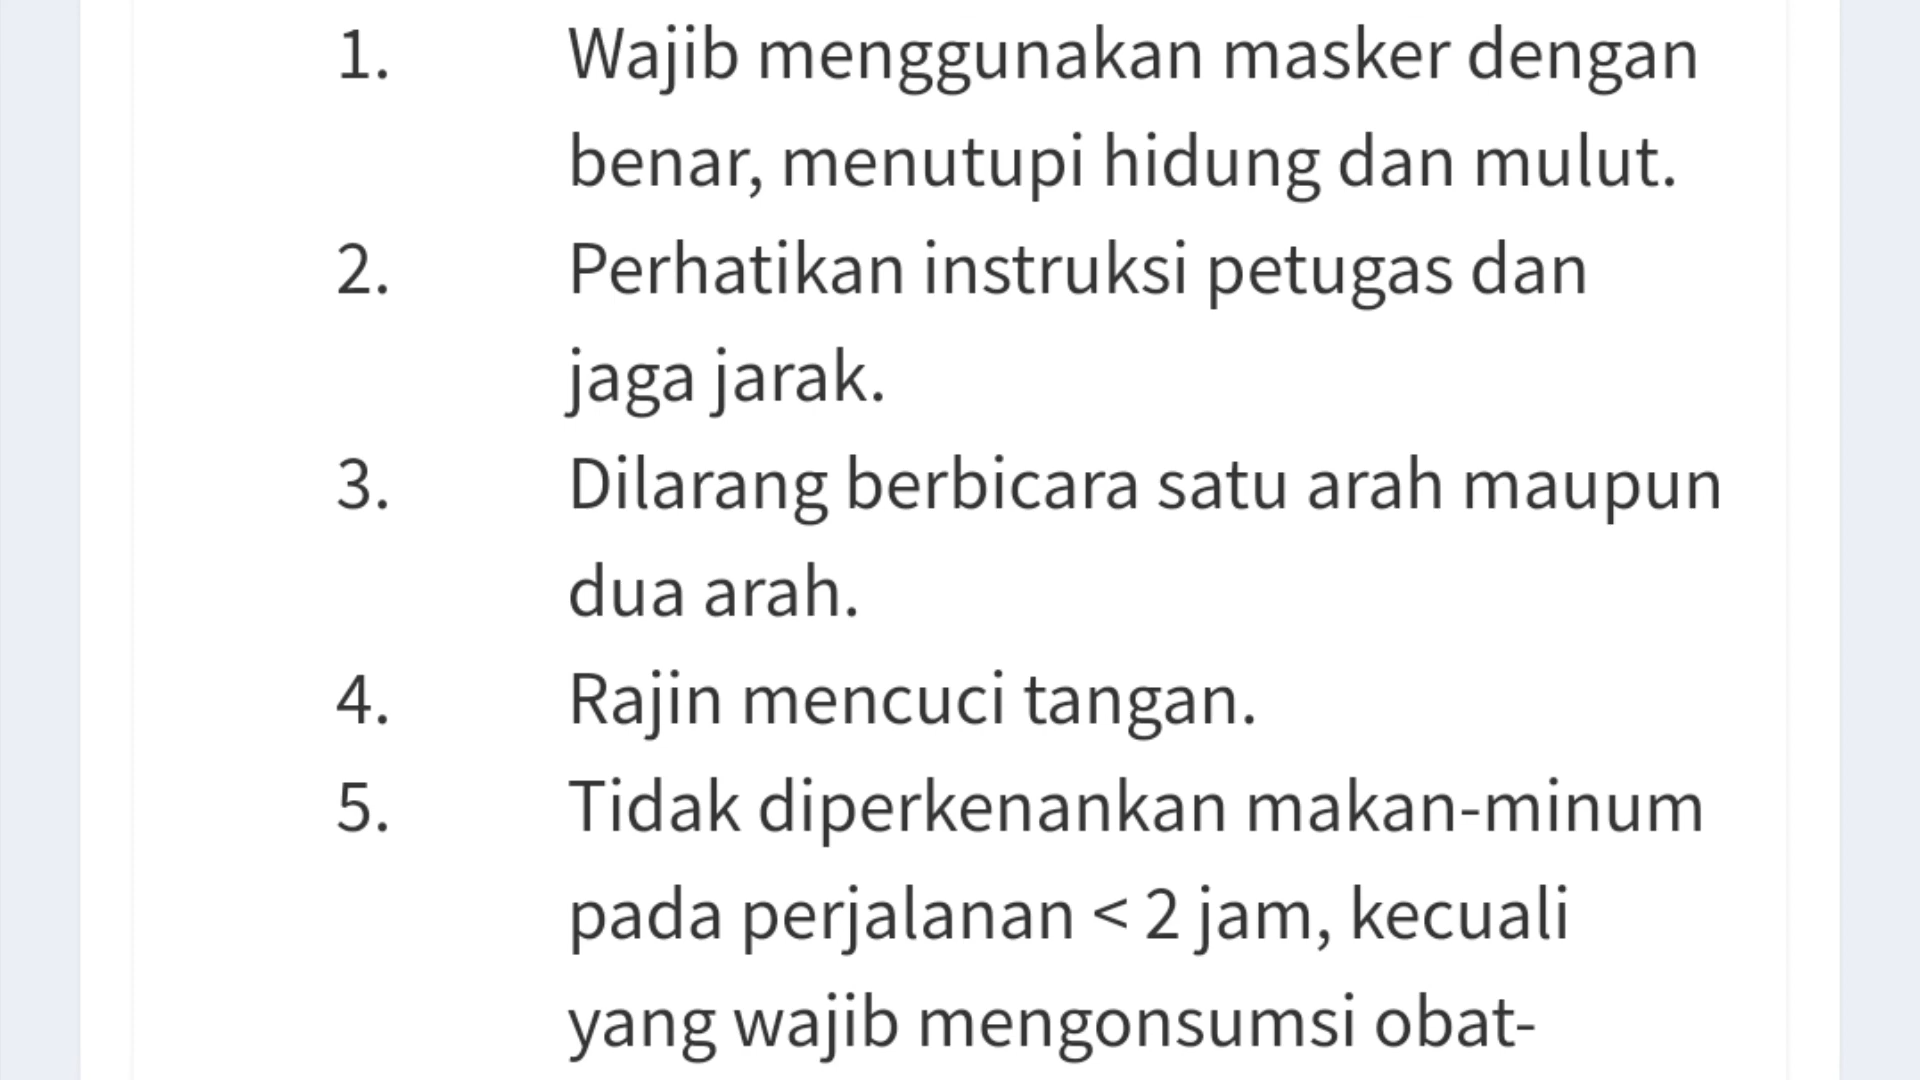 1. Wajib menggunakan masker dengan
benar, menutupi hidung dan mulut.
2. Perhatikan instruksi petugas dan
jaga jarak.
3. Dilarang berbicara satu arah maupun
dua arah.
4. Rajin mencuci tangan.
5. Tidak diperkenankan makan-minum
pada perjalanan < 2 jam, kecuali
yang wajib mengonsumsi obat-